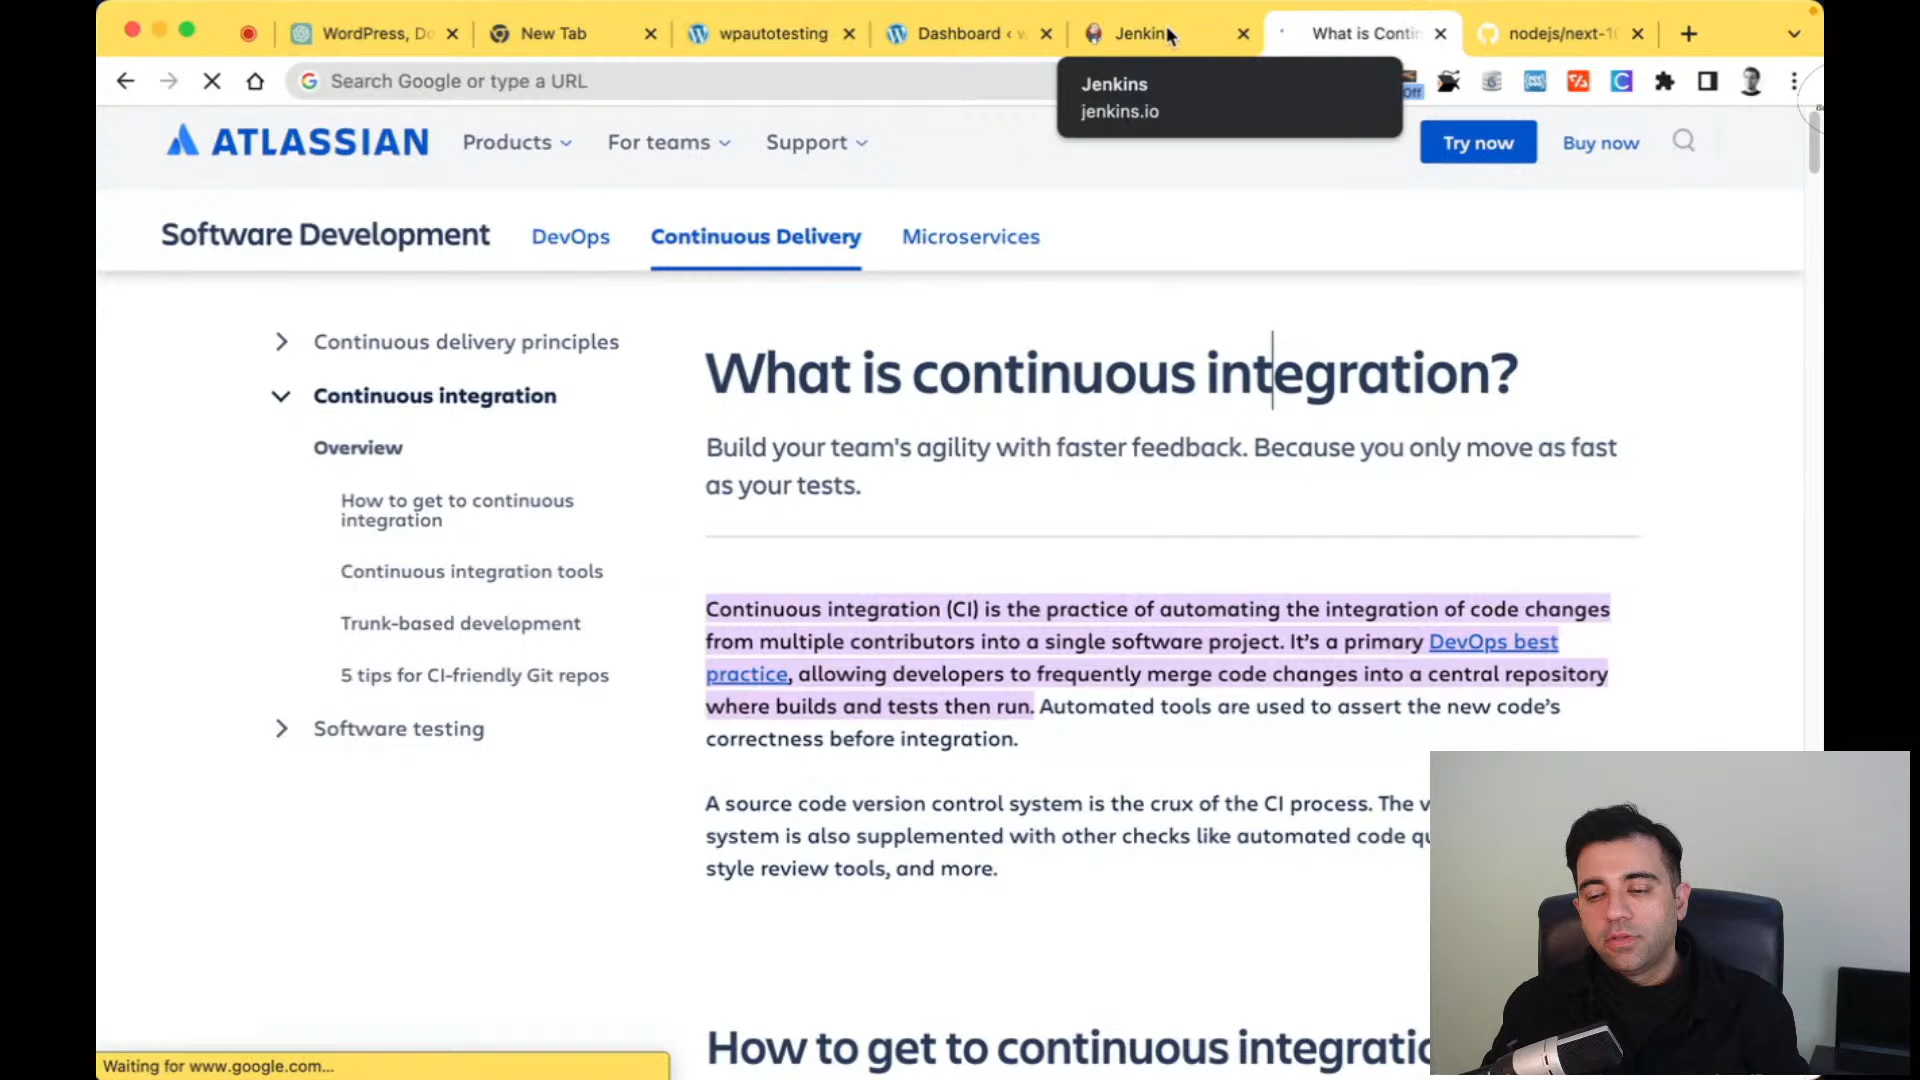 WordPress, Do
New Tab
wpautotesting
Dashboard ‹ w
Jenkins
What is Contin
nodejs/next-10
Search Google or type a URL
Jenkins
jenkins.io
Off
ATLASSIAN
Products
For teams
Support
Try now
Buy now
Software Development
DevOps
Continuous Delivery
Microservices
Continuous delivery principles
Continuous integration
Overview
How to get to continuous
integration
Continuous integration tools
Trunk-based development
5 tips for CI-friendly Git repos
Software testing
What is continuous integration?
Build your team's agility with faster feedback. Because you only move as fast
as your tests.
Continuous integration (CI) is the practice of automating the integration of code changes
from multiple contributors into a single software project. It’s a primary DevOps best
practice, allowing developers to frequently merge code changes into a central repository
where builds and tests then run. Automated tools are used to assert the new code’s
correctness before integration.
A source code version control system is the crux of the CI process. The v
system is also supplemented with other checks like automated code qu
style review tools, and more.
How to get to continuous integratio
Waiting for www.google.com...